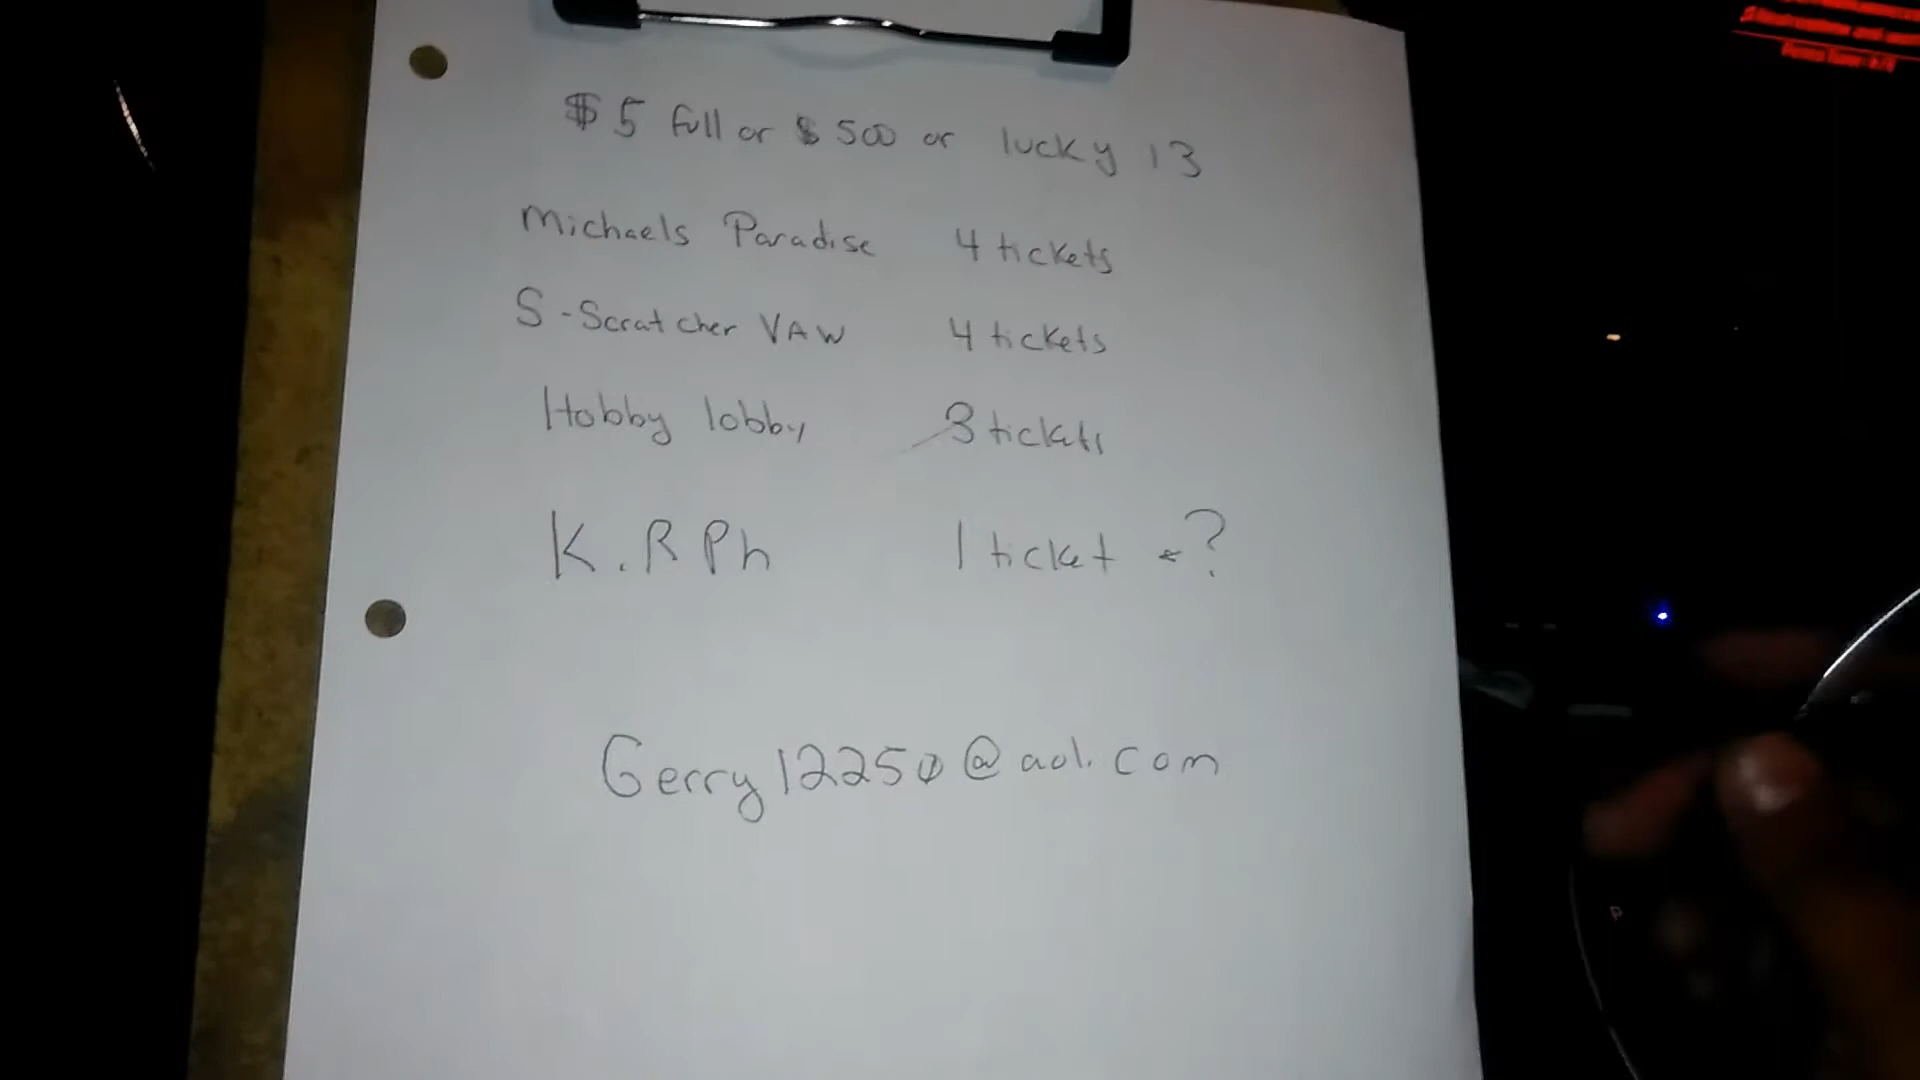 $5 full or $500 or lucky 13
Michaels Paradise 4 tickets
S-Scratcher VAW 4 tickets
Hobby lobby 3 tickets
K.RPh 1 ticket ?
Gerry12250@aol.com